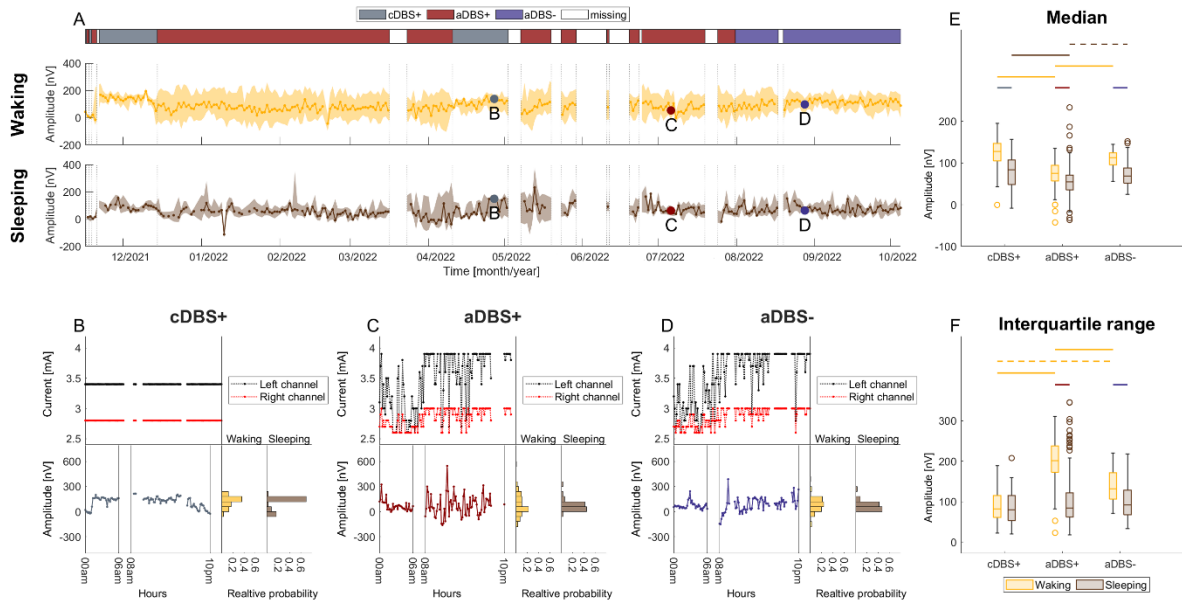 A
cDBS+ aDBS+ aDBS- missing
Waking
Amplitude [nV]
400
200
0
-200
B
C
D
Sleeping
Amplitude [nV]
400
200
0
-200
B
C
D
12/2021 01/2022 02/2022 03/2022 04/2022 05/2022 06/2022 07/2022 08/2022 09/2022 10/2022
Time [month/year]
E Median
Amplitude [nV]
200
100
0
-100
cDBS+ aDBS+ aDBS-
B cDBS+
Current [mA]
4
3.5
3
2.5
Left channel
Right channel
Waking Sleeping
Amplitude [nV]
600
300
0
-300
00am 06am 08am 10pm
0.2 0.4 0.6 0.2 0.4 0.6
Hours Realtive probability
C aDBS+
Current [mA]
4
3.5
3
2.5
Left channel
Right channel
Waking Sleeping
Amplitude [nV]
600
300
0
-300
00am 06am 08am 10pm
0.2 0.4 0.6 0.2 0.4 0.6
Hours Realtive probability
D aDBS-
Current [mA]
4
3.5
3
2.5
Left channel
Right channel
Waking Sleeping
Amplitude [nV]
600
300
0
-300
00am 06am 08am 10pm
0.2 0.4 0.6 0.2 0.4 0.6
Hours Realtive probability
F Interquartile range
Amplitude [nV]
300
200
100
0
cDBS+ aDBS+ aDBS-
Waking Sleeping